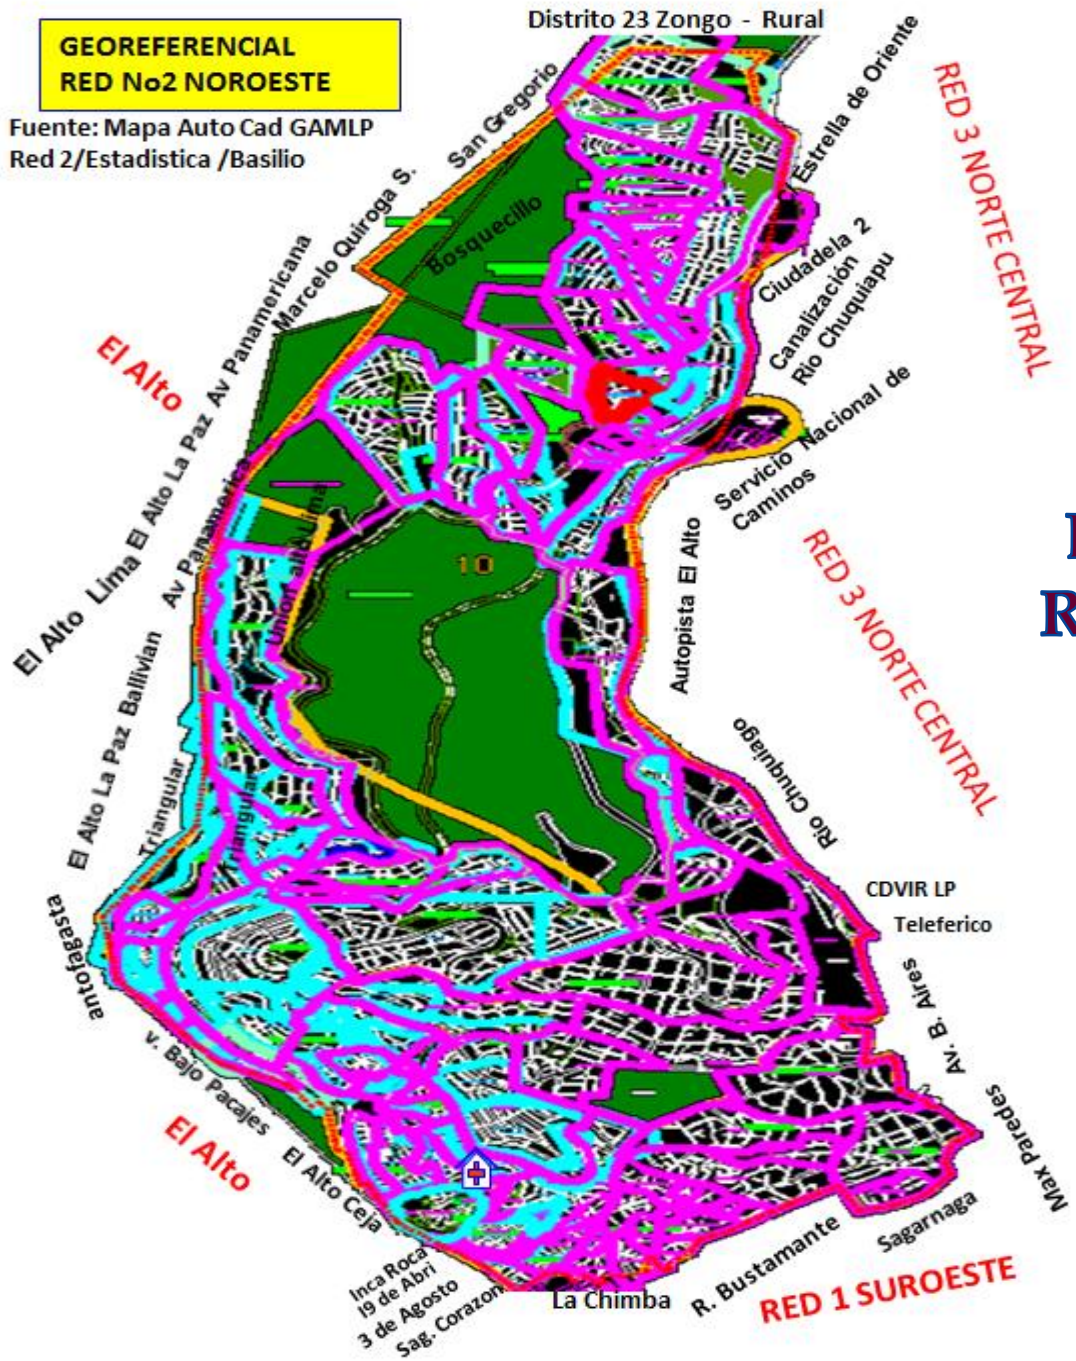 Distrito 23 Zongo - Rural
GEOREFERENCIAL
RED No2 NOROESTE
Fuente: Mapa Auto Cad GAMLP
Red 2/Estadistica /Basilio
San Gregorio
Estrella de Oriente
RED 3 NORTE CENTRAL
Marcelo Quiroga S.
Bosquecillo
Ciudadela 2
Canalización
Rio Chuquiapu
El Alto
El Alto Lima El Alto La Paz Av Panamericana
Servicio Nacional de
Caminos
Av Panamerica
Union alto Lima
10
Autopista El Alto
RED 3 NORTE CENTRAL
R
El Alto La Paz Ballivian
Triangular
Triangular
Rio Chuquiago
CDVIR LP
Teleferico
antofagasta
Av. B. Aires
v. Bajo Pacajes
El Alto
Max Paredes
El Alto Ceja
Sagarnaga
Inca Roca
19 de Abri
3 de Agosto
Sag. Corazon
La Chimba
R. Bustamante
RED 1 SUROESTE